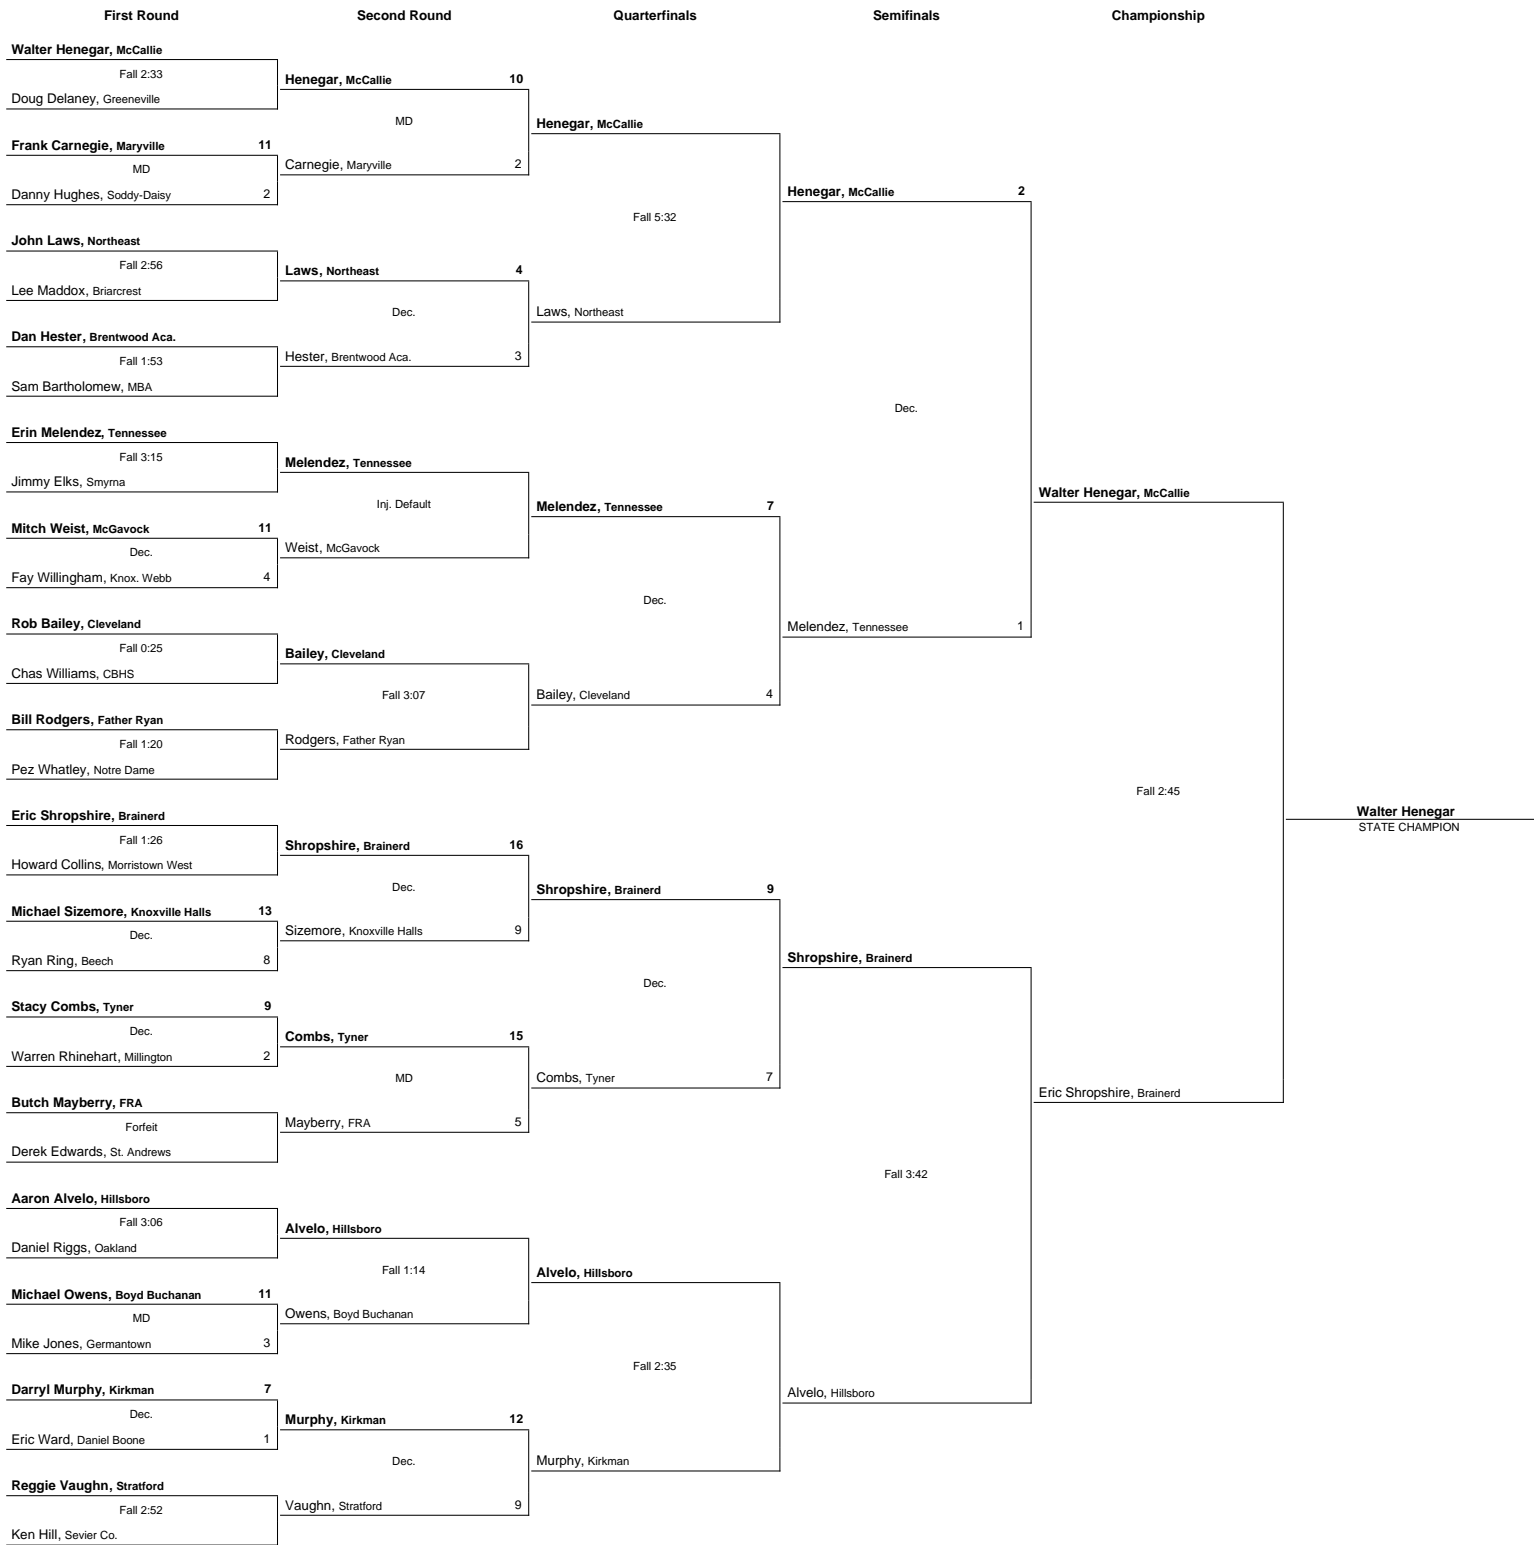 First Round
Second Round
Quarterfinals
Semifinals
Championship
Walter Henegar, McCallie
Fall 2:33
Doug Delaney, Greeneville
Frank Carnegie, Maryville 11
MD
Danny Hughes, Soddy-Daisy 2
John Laws, Northeast
Fall 2:56
Lee Maddox, Briarcrest
Dan Hester, Brentwood Aca.
Fall 1:53
Sam Bartholomew, MBA
Erin Melendez, Tennessee
Fall 3:15
Jimmy Elks, Smyrna
Mitch Weist, McGavock 11
Dec.
Fay Willingham, Knox. Webb 4
Rob Bailey, Cleveland
Fall 0:25
Chas Williams, CBHS
Bill Rodgers, Father Ryan
Fall 1:20
Pez Whatley, Notre Dame
Eric Shropshire, Brainerd
Fall 1:26
Howard Collins, Morristown West
Michael Sizemore, Knoxville Halls 13
Dec.
Ryan Ring, Beech 8
Stacy Combs, Tyner 9
Dec.
Warren Rhinehart, Millington 2
Butch Mayberry, FRA
Forfeit
Derek Edwards, St. Andrews
Aaron Alvelo, Hillsboro
Fall 3:06
Daniel Riggs, Oakland
Michael Owens, Boyd Buchanan 11
MD
Mike Jones, Germantown 3
Darryl Murphy, Kirkman 7
Dec.
Eric Ward, Daniel Boone 1
Reggie Vaughn, Stratford
Fall 2:52
Ken Hill, Sevier Co.
Henegar, McCallie 10
MD
Carnegie, Maryville 2
Laws, Northeast 4
Dec.
Hester, Brentwood Aca. 3
Melendez, Tennessee
Inj. Default
Weist, McGavock
Bailey, Cleveland
Fall 3:07
Rodgers, Father Ryan
Shropshire, Brainerd 16
Dec.
Sizemore, Knoxville Halls 9
Combs, Tyner 15
MD
Mayberry, FRA 5
Alvelo, Hillsboro
Fall 1:14
Owens, Boyd Buchanan
Murphy, Kirkman 12
Dec.
Vaughn, Stratford 9
Henegar, McCallie
Fall 5:32
Laws, Northeast
Melendez, Tennessee 7
Dec.
Bailey, Cleveland 4
Shropshire, Brainerd 9
Dec.
Combs, Tyner 7
Alvelo, Hillsboro
Fall 2:35
Murphy, Kirkman
Henegar, McCallie 2
Dec.
Melendez, Tennessee 1
Shropshire, Brainerd
Fall 3:42
Alvelo, Hillsboro
Walter Henegar, McCallie
Fall 2:45
Eric Shropshire, Brainerd
Walter Henegar
STATE CHAMPION